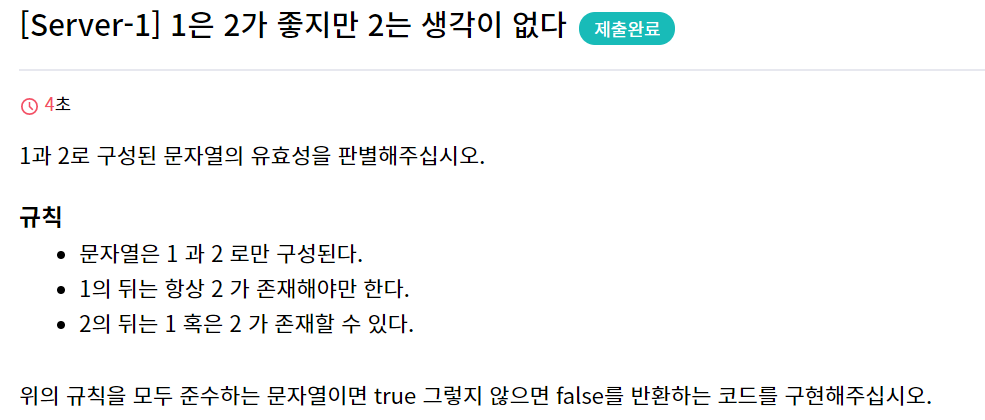 [Server-1] 1은 2가 좋지만 2는 생각이 없다 제출완료
4초
1과 2로 구성된 문자열의 유효성을 판별해주십시오.
규칙
문자열은 1 과 2 로만 구성된다.
1의 뒤는 항상 2 가 존재해야만 한다.
2의 뒤는 1 혹은 2 가 존재할 수 있다.
위의 규칙을 모두 준수하는 문자열이면 true 그렇지 않으면 false를 반환하는 코드를 구현해주십시오.